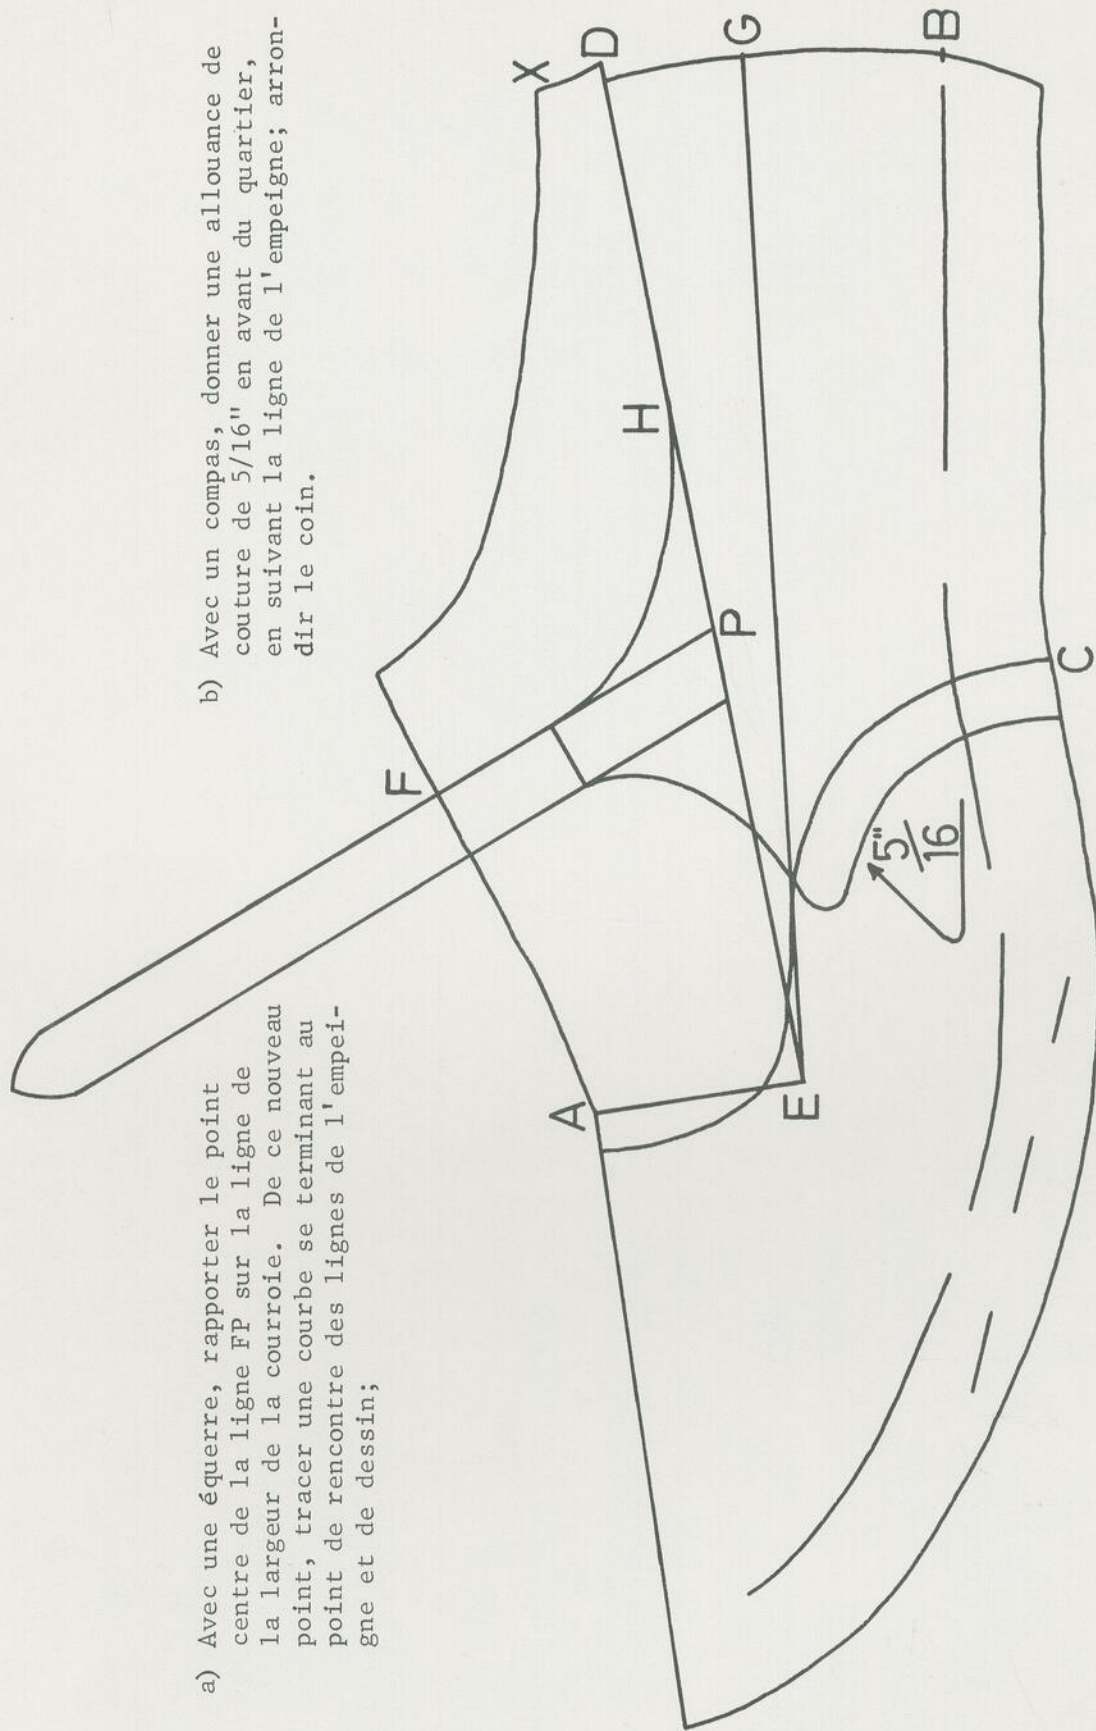 a) Avec une équerre, rapporter le point
centre de la ligne FP sur la ligne de
la largeur de la courroie. De ce nouveau
point, tracer une courbe se terminant au
point de rencontre des lignes de l'empei-
gne et de dessin;
b) Avec un compas, donner une allouance de
couture de 5/16" en avant du quartier,
en suivant la ligne de l'empeigne; arron-
dir le coin.
X
D
G
B
F
H
P
C
A
E
5"
16